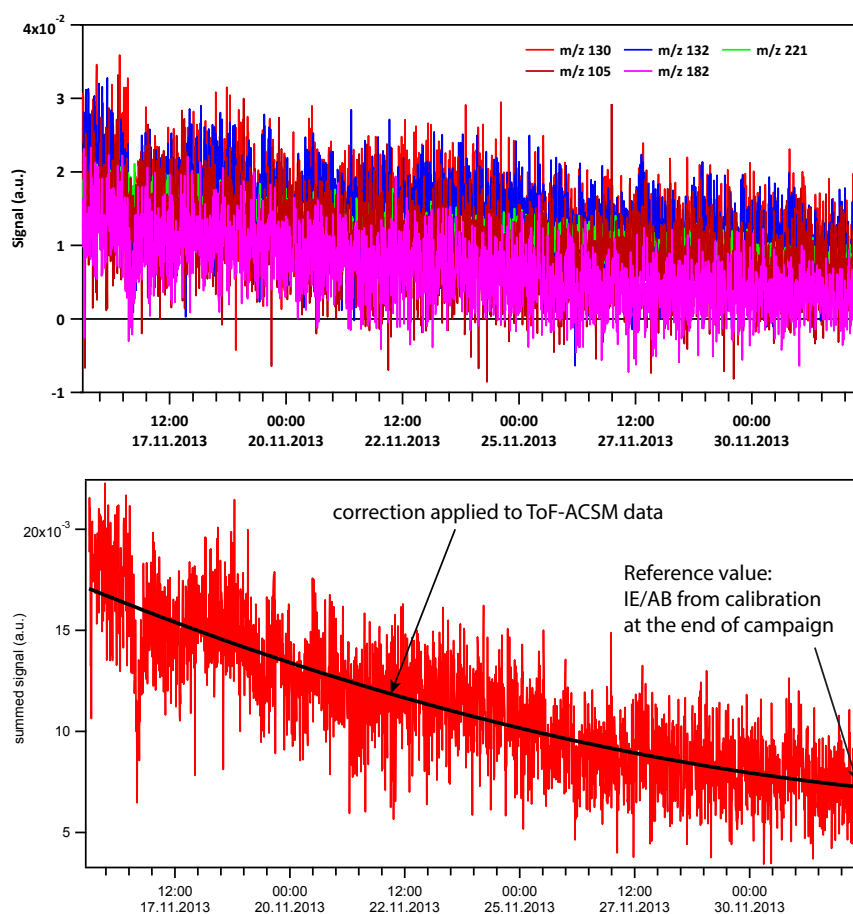 4x10-2
m/z 130 m/z 132 m/z 221
m/z 105 m/z 182
3
2
1
0
-1
Signal (a.u.)
12:00 00:00 12:00 00:00 12:00 00:00
17.11.2013 20.11.2013 22.11.2013 25.11.2013 27.11.2013 30.11.2013
correction applied to ToF-ACSM data
20x10-3
Reference value:
IE/AB from calibration
at the end of campaign
15
10
5
summed signal (a.u.)
12:00 00:00 12:00 00:00 12:00 00:00
17.11.2013 20.11.2013 22.11.2013 25.11.2013 27.11.2013 30.11.2013